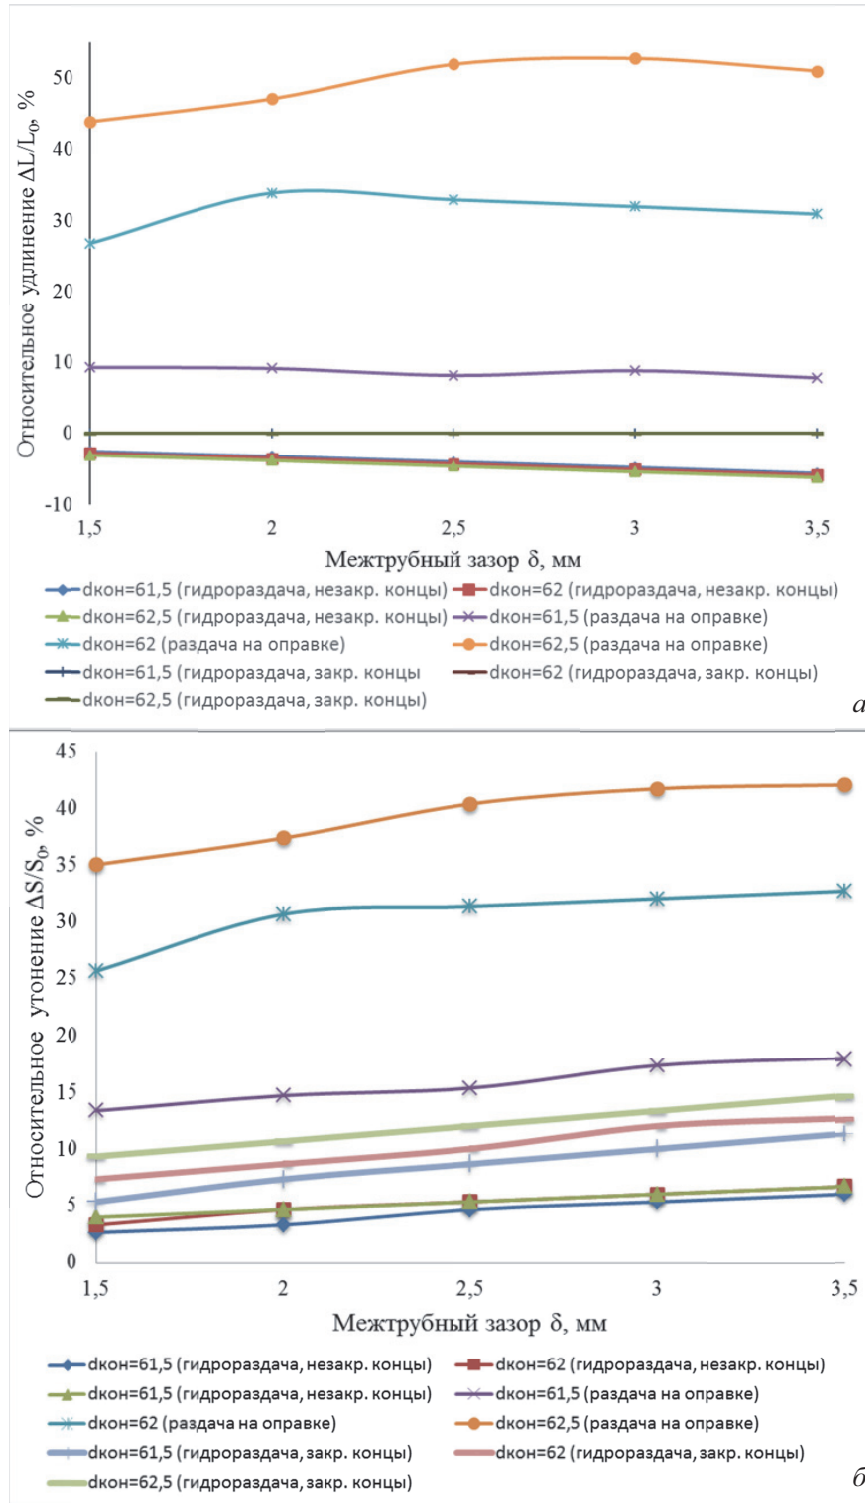 Относительное удлинение ΔL/L₀, %
50
40
30
20
10
0
-10
1,5 2 2,5 3 3,5
Межтрубный зазор δ, мм
dкон=61,5 (гидрораздача, незакр. концы) dкон=62 (гидрораздача, незакр. концы)
dкон=62,5 (гидрораздача, незакр. концы) dкон=61,5 (раздача на оправке)
dкон=62 (раздача на оправке) dкон=62,5 (раздача на оправке)
dкон=61,5 (гидрораздача, закр. концы dкон=62 (гидрораздача, закр. концы)
dкон=62,5 (гидрораздача, закр. концы)
а
Относительное утонение ΔS/S₀, %
45
40
35
30
25
20
15
10
5
0
1,5 2 2,5 3 3,5
Межтрубный зазор δ, мм
dкон=61,5 (гидрораздача, незакр. концы) dкон=62 (гидрораздача, незакр. концы)
dкон=61,5 (гидрораздача, незакр. концы) dкон=61,5 (раздача на оправке)
dкон=62 (раздача на оправке) dкон=62,5 (раздача на оправке)
dкон=61,5 (гидрораздача, закр. концы) dкон=62 (гидрораздача, закр. концы)
dкон=62,5 (гидрораздача, закр. концы)
б